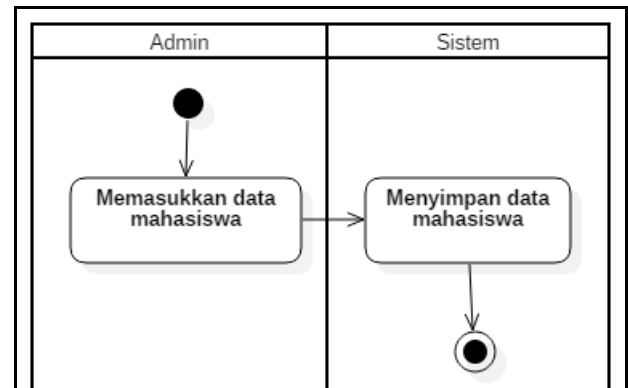 Admin
Sistem
Memasukkan data
mahasiswa
Menyimpan data
mahasiswa